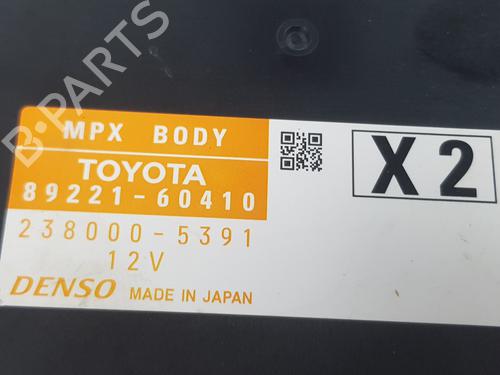 B-PARTS
MPX BODY
TOYOTA
89221-60410
238000-5391
12V
DENSO MADE IN JAPAN
X2